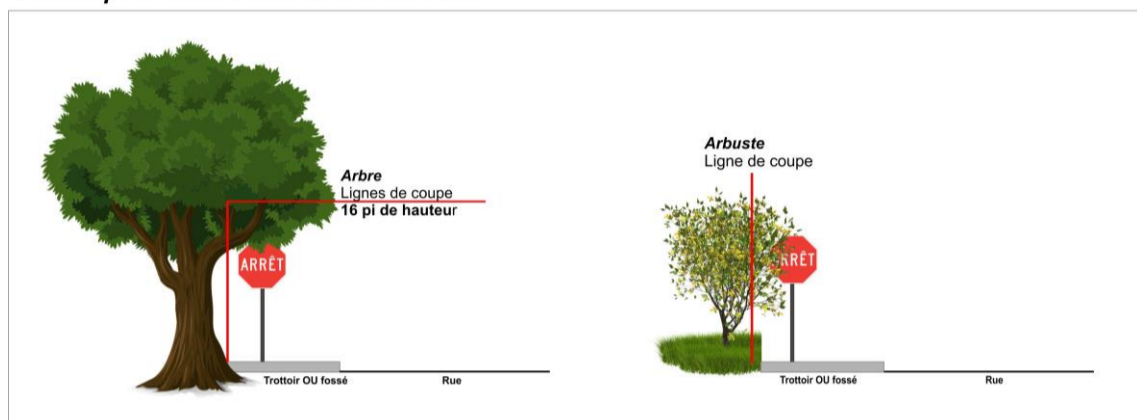 Arbre
Lignes de coupe
16 pi de hauteur
ARRÊT
Trottoir OU fossé
Rue
Arbuste
Ligne de coupe
ARRÊT
Trottoir OU fossé
Rue